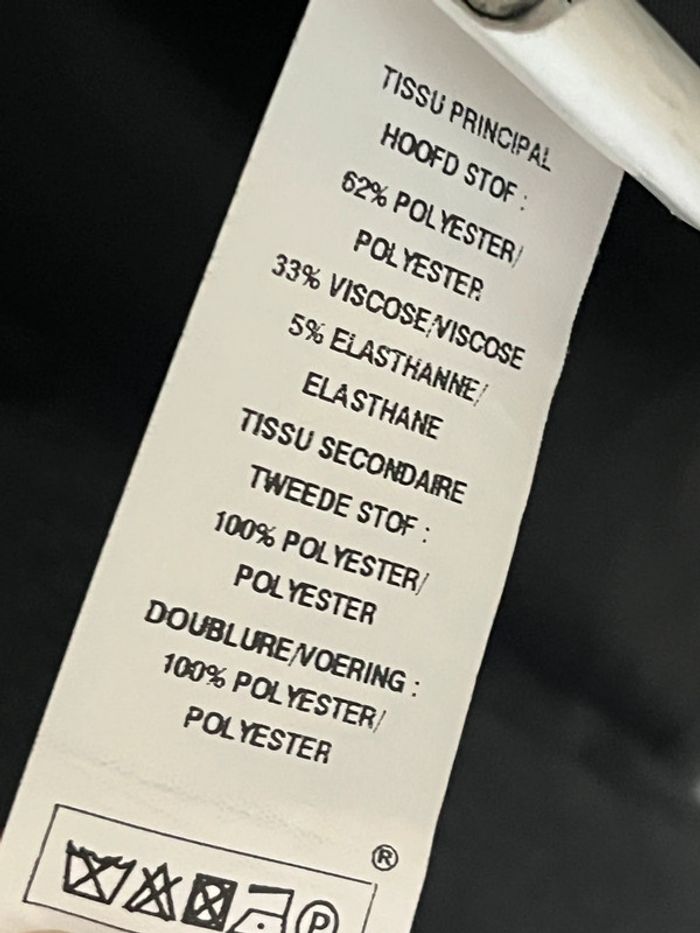 TISSU PRINCIPAL
HOOFD STOF :
62% POLYESTER/
POLYESTER
33% VISCOSE/VISCOSE
5% ELASTHANNE/
ELASTHANE
TISSU SECONDAIRE
TWEEDE STOF :
100% POLYESTER/
POLYESTER
DOUBLURE/VOERING :
100% POLYESTER/
POLYESTER
®
P